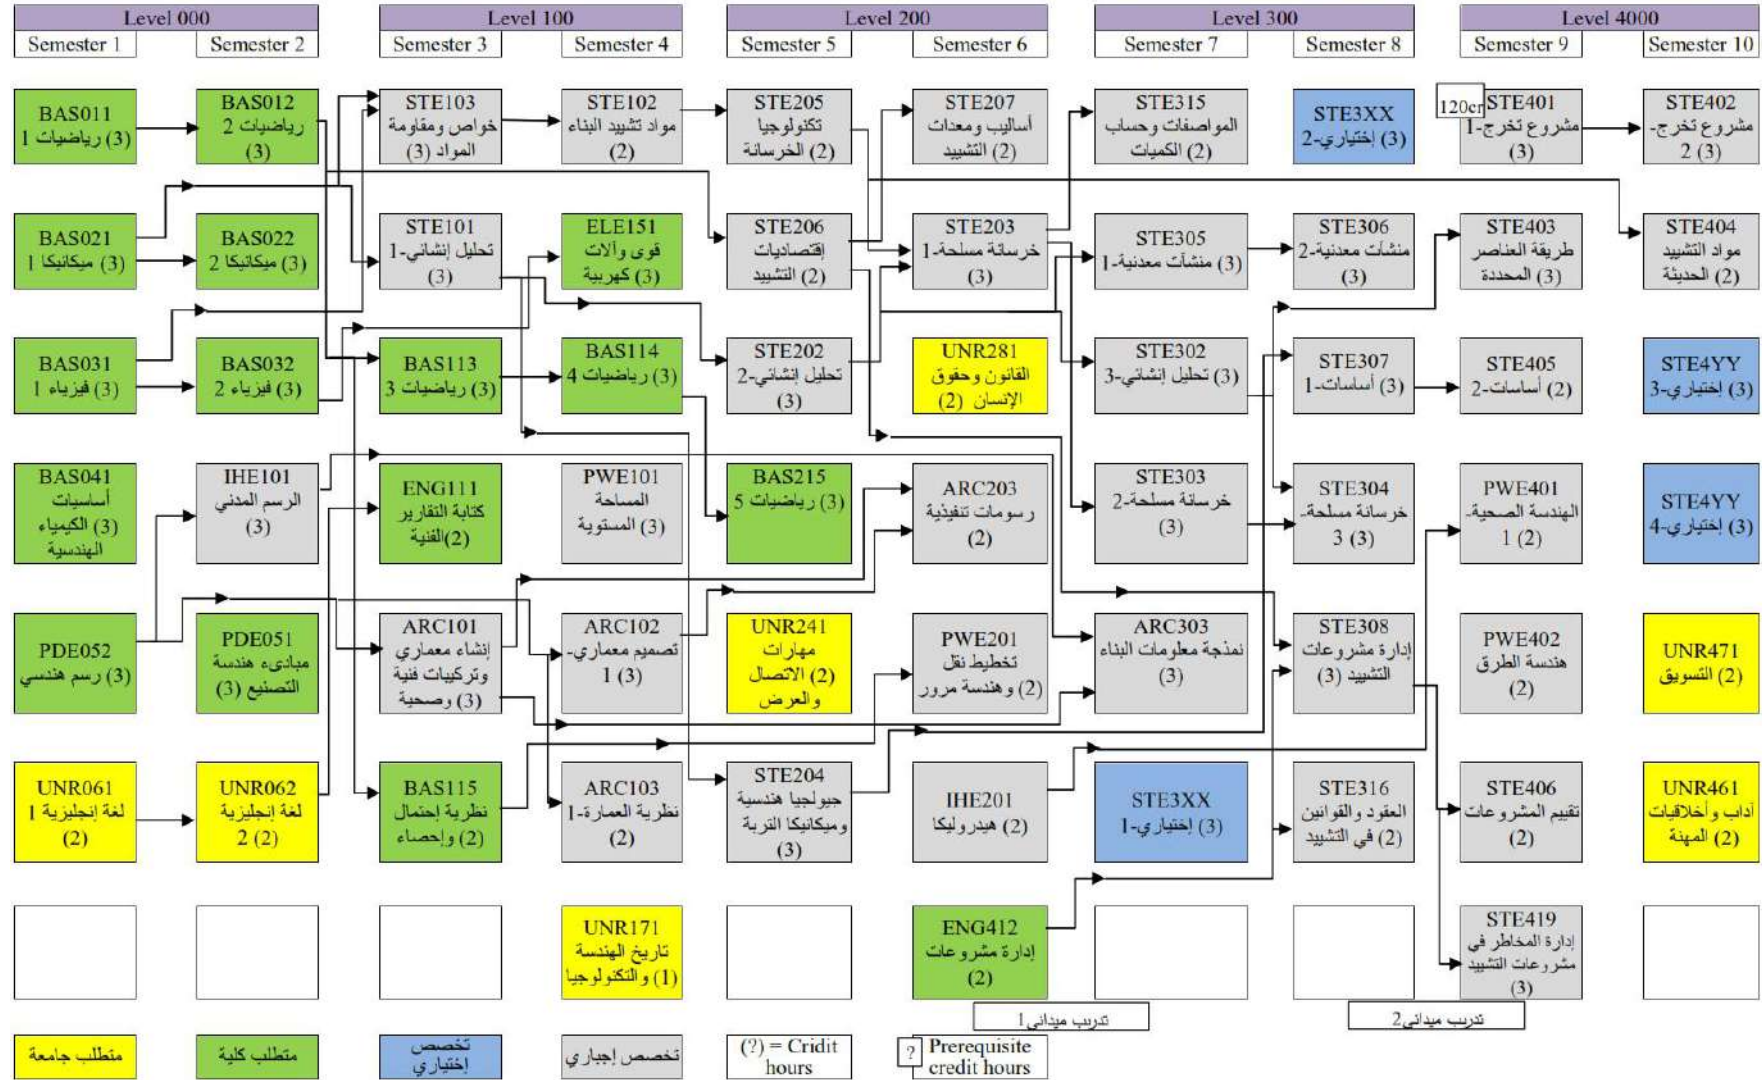 Level 000
Level 100
Level 200
Level 300
Level 4000
Semester 1
Semester 2
Semester 3
Semester 4
Semester 5
Semester 6
Semester 7
Semester 8
Semester 9
Semester 10
BAS011
رياضيات 1 (3)
BAS012
رياضيات 2
(3)
STE103
خواص ومقاومة
المواد (3)
STE102
مواد تشييد البناء
(2)
STE205
تكنولوجيا
الخرسانة (2)
STE207
أساليب ومعدات
التشييد (2)
STE315
المواصفات وحساب
الكميات (2)
STE3XX
إختياري-2 (3)
120cr
STE401
مشروع تخرج-1
(3)
STE402
مشروع تخرج-
2 (3)
BAS021
ميكانيكا 1 (3)
BAS022
ميكانيكا 2 (3)
STE101
تحليل إنشائي-1
(3)
ELE151
قوى وآلات
كهربية (3)
STE206
إقتصاديات
التشييد (2)
STE203
خرسانة مسلحة-1
(3)
STE305
منشآت معدنية-1 (3)
STE306
منشآت معدنية-2
(3)
STE403
طريقة العناصر
المحددة (3)
STE404
مواد التشييد
الحديثة (2)
BAS031
فيزياء 1 (3)
BAS032
فيزياء 2 (3)
BAS113
رياضيات 3 (3)
BAS114
رياضيات 4 (3)
STE202
تحليل إنشائي-2
(3)
UNR281
القانون وحقوق
الإنسان (2)
STE302
تحليل إنشائي-3 (3)
STE307
أساسات-1 (3)
STE405
أساسات-2 (2)
STE4YY
إختياري-3 (3)
BAS041
أساسيات
الكيمياء (3)
الهندسية
IHE101
الرسم المدني
(3)
ENG111
كتابة التقارير
الفنية(2)
PWE101
المساحة
المستوية (3)
BAS215
رياضيات 5 (3)
ARC203
رسومات تنفيذية
(2)
STE303
خرسانة مسلحة-2
(3)
STE304
خرسانة مسلحة-
3 (3)
PWE401
الهندسة الصحية-
1 (2)
STE4YY
إختياري-4 (3)
PDE052
رسم هندسي (3)
PDE051
مبادىء هندسة
التصنيع (3)
ARC101
إنشاء معماري
وتركيبات فنية
وصحية (3)
ARC102
تصميم معماري-
1 (3)
UNR241
مهارات
الاتصال (2)
والعرض
PWE201
تخطيط نقل
وهندسة مرور (2)
ARC303
نمذجة معلومات البناء
(3)
STE308
إدارة مشروعات
التشييد (3)
PWE402
هندسة الطرق
(2)
UNR471
التسويق (2)
UNR061
لغة إنجليزية 1
(2)
UNR062
لغة إنجليزية
2 (2)
BAS115
نظرية إحتمال
وإحصاء (2)
ARC103
نظرية العمارة-1
(2)
STE204
جيولجيا هندسية
وميكانيكا التربة
(3)
IHE201
هيدروليكا (2)
STE3XX
إختياري-1 (3)
STE316
العقود والقوانين
في التشييد (2)
STE406
تقييم المشروعات
(2)
UNR461
آداب وأخلاقيات
المهنة (2)
UNR171
تاريخ الهندسة
والتكنولوجيا (1)
ENG412
إدارة مشروعات
(2)
STE419
إدارة المخاطر في
مشروعات التشييد
(3)
تدريب ميدانى1
تدريب ميدانى2
متطلب جامعة
متطلب كلية
تخصص
إختياري
تخصص إجباري
(?) = Cridit
hours
?
Prerequisite
credit hours